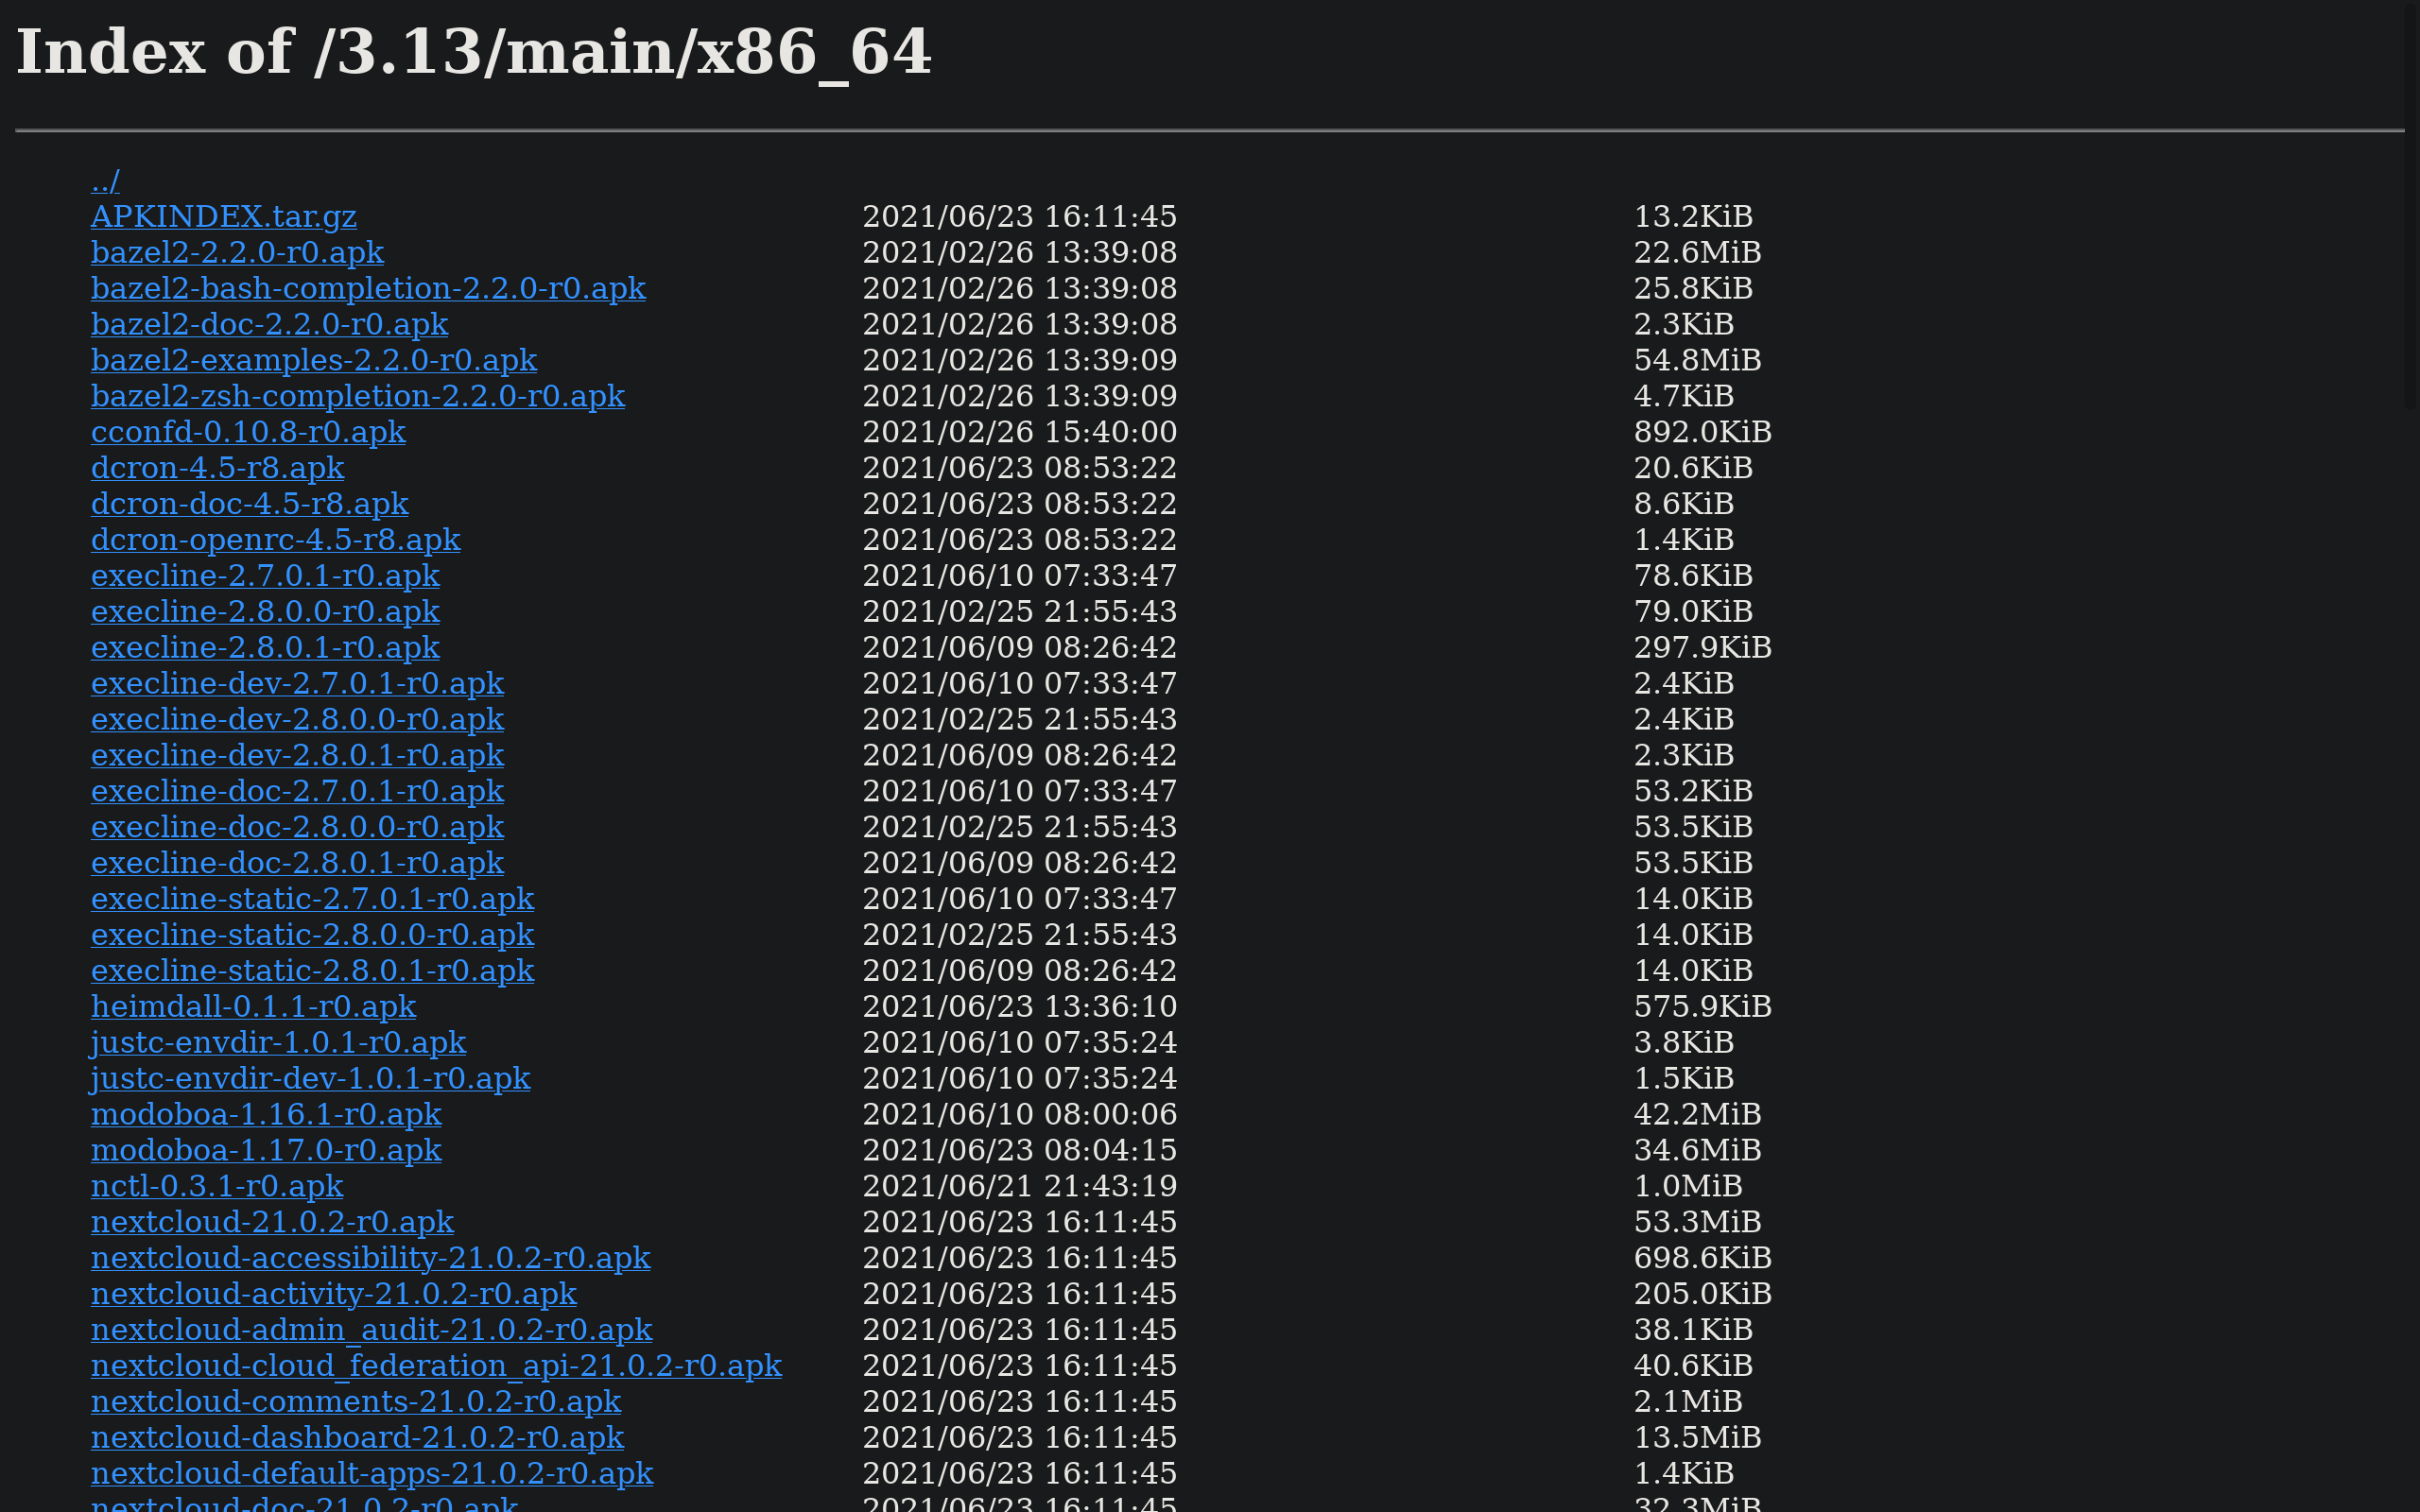 Index of /3.13/main/x86_64
../
APKINDEX.tar.gz 2021/06/23 16:11:45 13.2KiB
bazel2-2.2.0-r0.apk 2021/02/26 13:39:08 22.6MiB
bazel2-bash-completion-2.2.0-r0.apk 2021/02/26 13:39:08 25.8KiB
bazel2-doc-2.2.0-r0.apk 2021/02/26 13:39:08 2.3KiB
bazel2-examples-2.2.0-r0.apk 2021/02/26 13:39:09 54.8MiB
bazel2-zsh-completion-2.2.0-r0.apk 2021/02/26 13:39:09 4.7KiB
cconfd-0.10.8-r0.apk 2021/02/26 15:40:00 892.0KiB
dcron-4.5-r8.apk 2021/06/23 08:53:22 20.6KiB
dcron-doc-4.5-r8.apk 2021/06/23 08:53:22 8.6KiB
dcron-openrc-4.5-r8.apk 2021/06/23 08:53:22 1.4KiB
execline-2.7.0.1-r0.apk 2021/06/10 07:33:47 78.6KiB
execline-2.8.0.0-r0.apk 2021/02/25 21:55:43 79.0KiB
execline-2.8.0.1-r0.apk 2021/06/09 08:26:42 297.9KiB
execline-dev-2.7.0.1-r0.apk 2021/06/10 07:33:47 2.4KiB
execline-dev-2.8.0.0-r0.apk 2021/02/25 21:55:43 2.4KiB
execline-dev-2.8.0.1-r0.apk 2021/06/09 08:26:42 2.3KiB
execline-doc-2.7.0.1-r0.apk 2021/06/10 07:33:47 53.2KiB
execline-doc-2.8.0.0-r0.apk 2021/02/25 21:55:43 53.5KiB
execline-doc-2.8.0.1-r0.apk 2021/06/09 08:26:42 53.5KiB
execline-static-2.7.0.1-r0.apk 2021/06/10 07:33:47 14.0KiB
execline-static-2.8.0.0-r0.apk 2021/02/25 21:55:43 14.0KiB
execline-static-2.8.0.1-r0.apk 2021/06/09 08:26:42 14.0KiB
heimdall-0.1.1-r0.apk 2021/06/23 13:36:10 575.9KiB
justc-envdir-1.0.1-r0.apk 2021/06/10 07:35:24 3.8KiB
justc-envdir-dev-1.0.1-r0.apk 2021/06/10 07:35:24 1.5KiB
modoboa-1.16.1-r0.apk 2021/06/10 08:00:06 42.2MiB
modoboa-1.17.0-r0.apk 2021/06/23 08:04:15 34.6MiB
nctl-0.3.1-r0.apk 2021/06/21 21:43:19 1.0MiB
nextcloud-21.0.2-r0.apk 2021/06/23 16:11:45 53.3MiB
nextcloud-accessibility-21.0.2-r0.apk 2021/06/23 16:11:45 698.6KiB
nextcloud-activity-21.0.2-r0.apk 2021/06/23 16:11:45 205.0KiB
nextcloud-admin_audit-21.0.2-r0.apk 2021/06/23 16:11:45 38.1KiB
nextcloud-cloud_federation_api-21.0.2-r0.apk 2021/06/23 16:11:45 40.6KiB
nextcloud-comments-21.0.2-r0.apk 2021/06/23 16:11:45 2.1MiB
nextcloud-dashboard-21.0.2-r0.apk 2021/06/23 16:11:45 13.5MiB
nextcloud-default-apps-21.0.2-r0.apk 2021/06/23 16:11:45 1.4KiB
nextcloud-doc-21.0.2-r0.apk 2021/06/23 16:11:45 32.3MiB